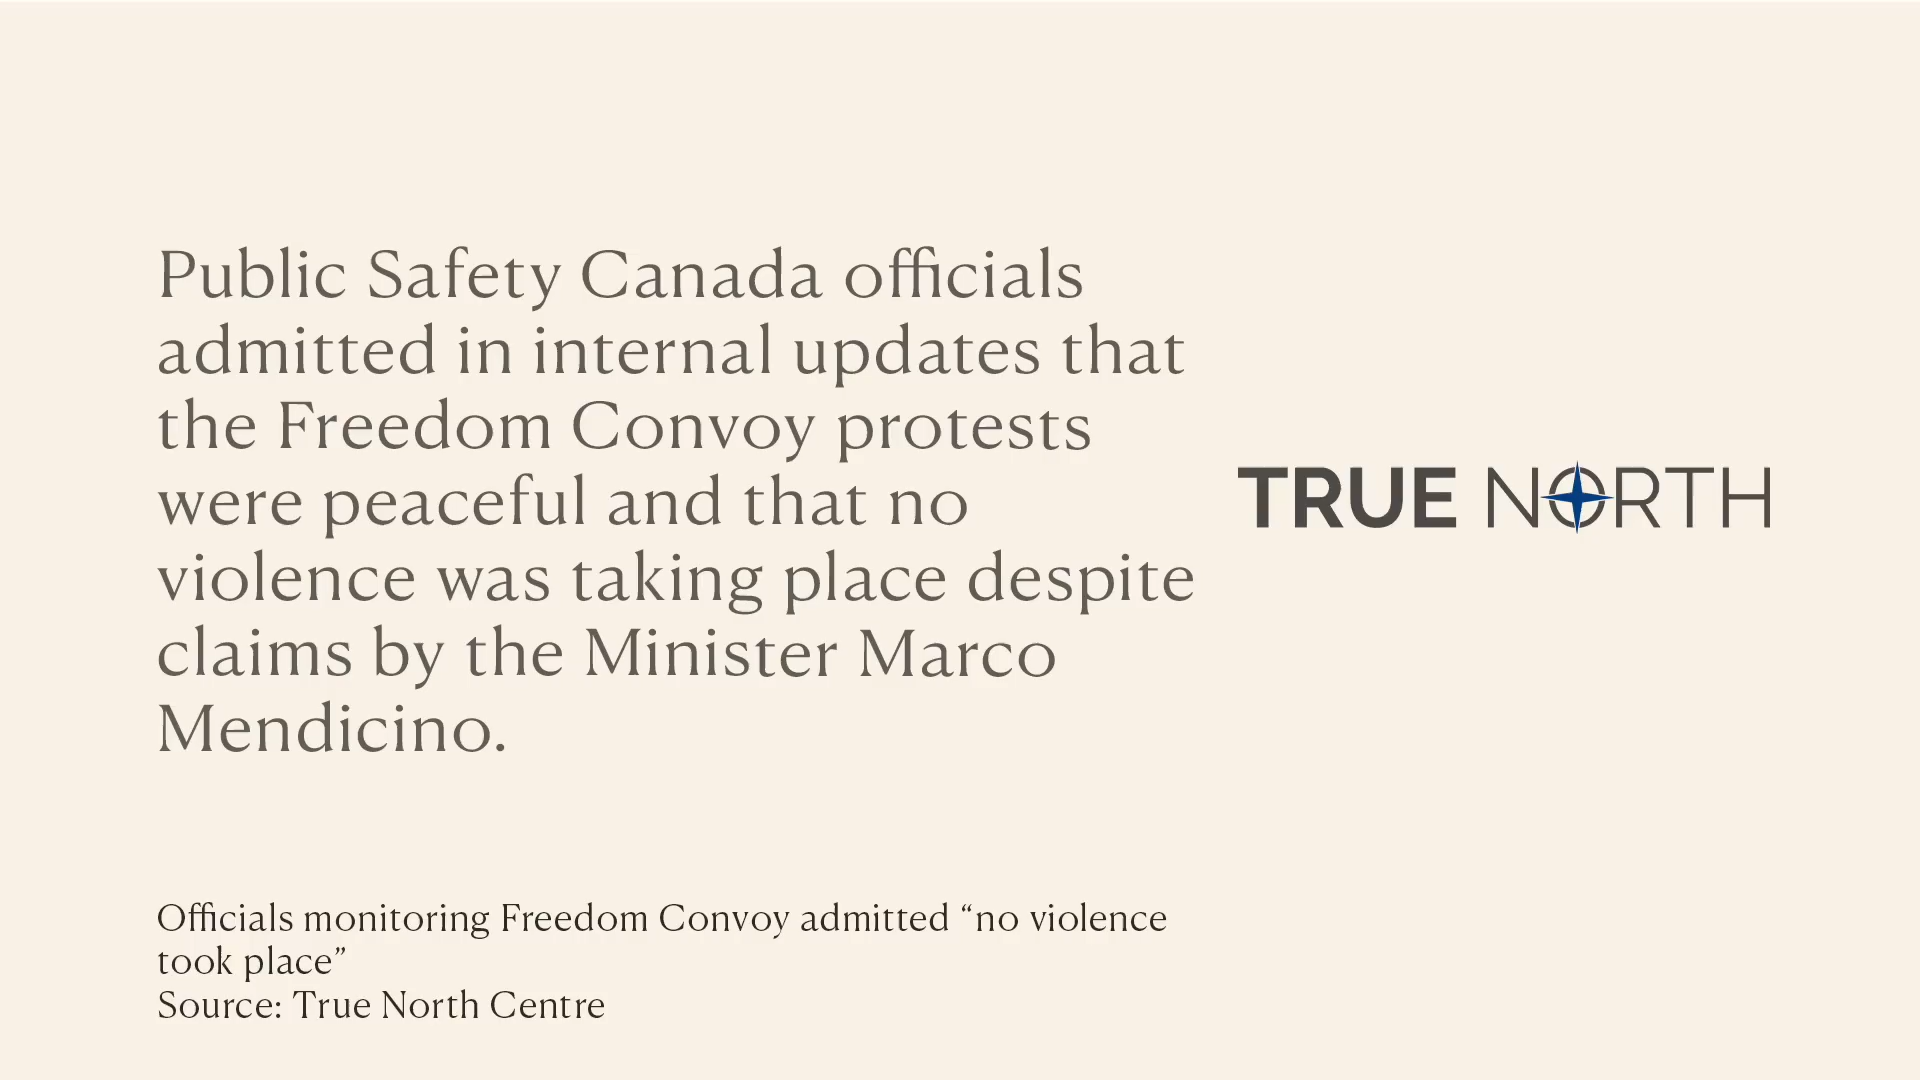 Public Safety Canada officials
admitted in internal updates that
the Freedom Convoy protests
were peaceful and that no
violence was taking place despite
claims by the Minister Marco
Mendicino.
TRUE NORTH
Officials monitoring Freedom Convoy admitted “no violence
took place”
Source: True North Centre